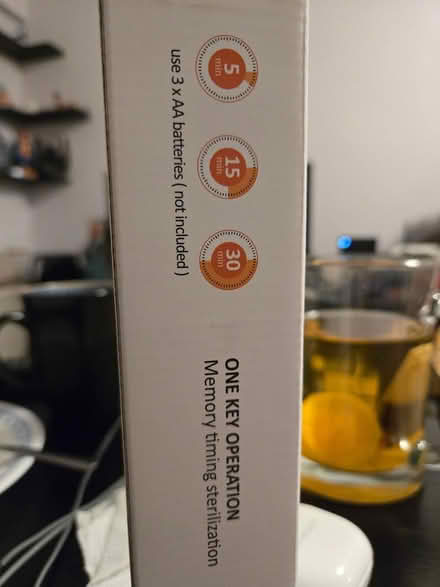 5
min
15
min
30
min
use 3 x AA batteries ( not included )
ONE KEY OPERATION
Memory timing sterilization